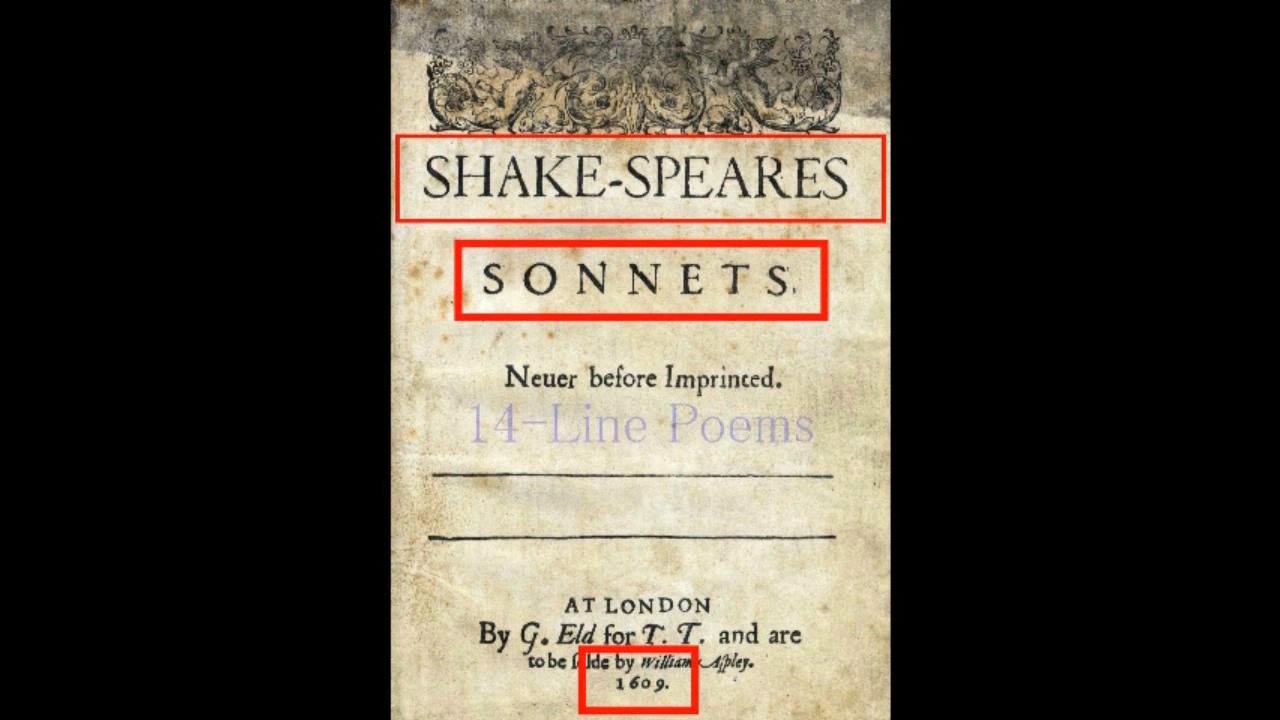 SHAKE-SPEARES
SONNETS.
Neuer before Imprinted.
14-Line Poems
AT LONDON
By G. Eld for T. T. and are
to be ſolde by William Aſpley.
1609.